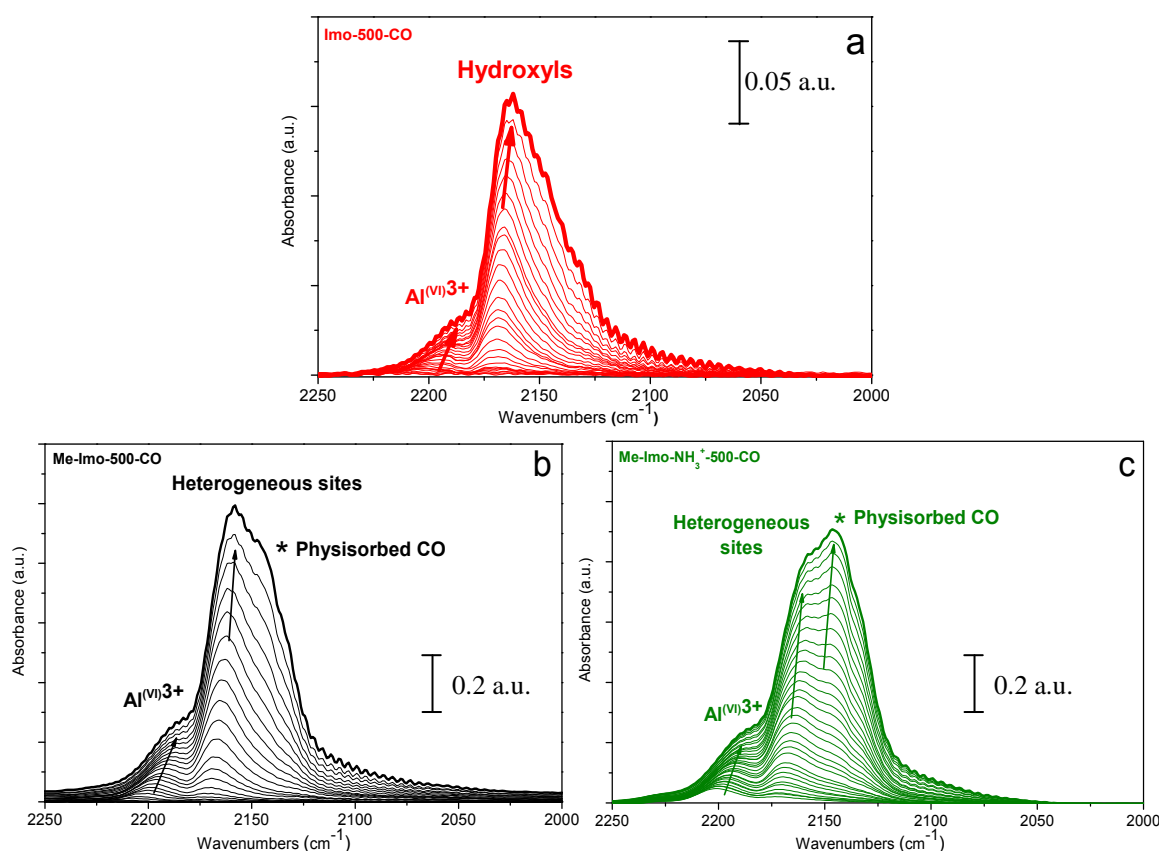 Imo-500-CO
a
Hydroxyls
0.05 a.u.
Al(VI)3+
Absorbance (a.u.)
2250 2200 2150 2100 2050 2000
Wavenumbers (cm-1)
Me-Imo-500-CO
b
Heterogeneous sites
* Physisorbed CO
Al(VI)3+
0.2 a.u.
Absorbance (a.u.)
2250 2200 2150 2100 2050 2000
Wavenumbers (cm-1)
Me-Imo-NH3+-500-CO
c
* Physisorbed CO
Heterogeneous
sites
Al(VI)3+
0.2 a.u.
Absorbance (a.u.)
2250 2200 2150 2100 2050 2000
Wavenumbers (cm-1)